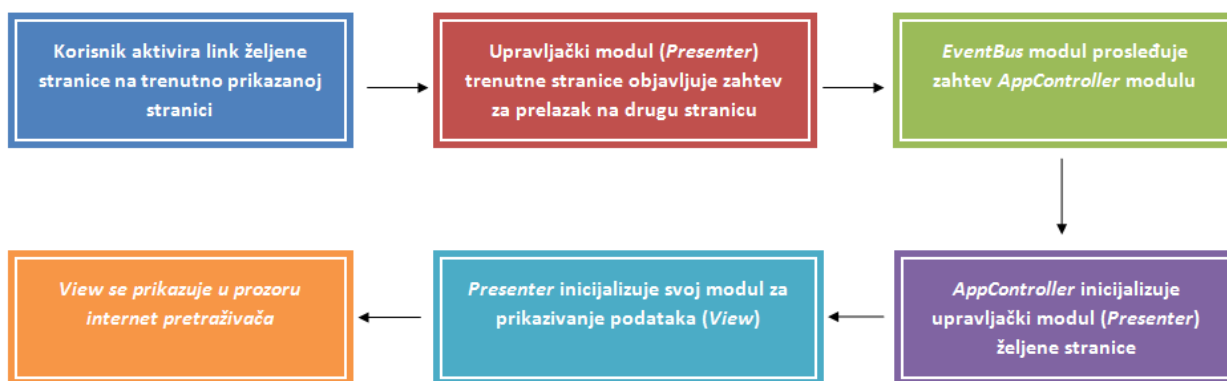 Korisnik aktivira link željene
stranice na trenutno prikazanoj
stranici
Upravljački modul (Presenter)
trenutne stranice objavljuje zahtev
za prelazak na drugu stranicu
EventBus modul prosleđuje
zahtev AppController modulu
AppController inicijalizuje
upravljački modul (Presenter)
željene stranice
Presenter inicijalizuje svoj modul za
prikazivanje podataka (View)
View se prikazuje u prozoru
internet pretraživača